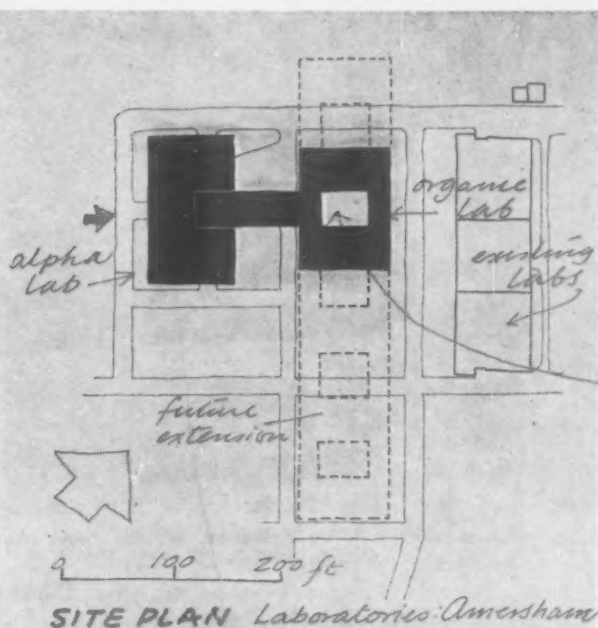 organic
lab
alpha
lab
existing
labs
future
extension
0 100 200 ft
SITE PLAN Laboratories: Amersham